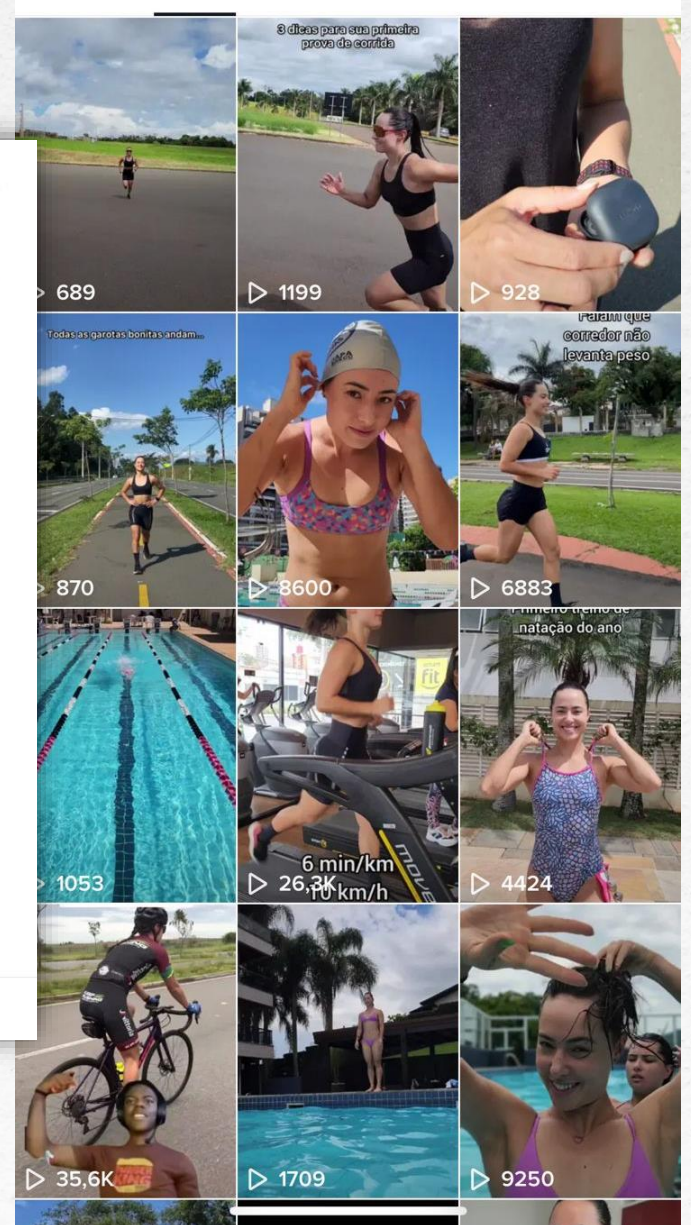 3 dicas para sua primeira
prova de corrida
689
1199
928
Todas as garotas bonitas andam...
Falam que
corredor não
levanta peso
870
8600
6883
Primeiro treino de
natação do ano
fit
6 min/km
10 km/h
MOVE
1053
26,3K
4424
35,6K
1709
9250